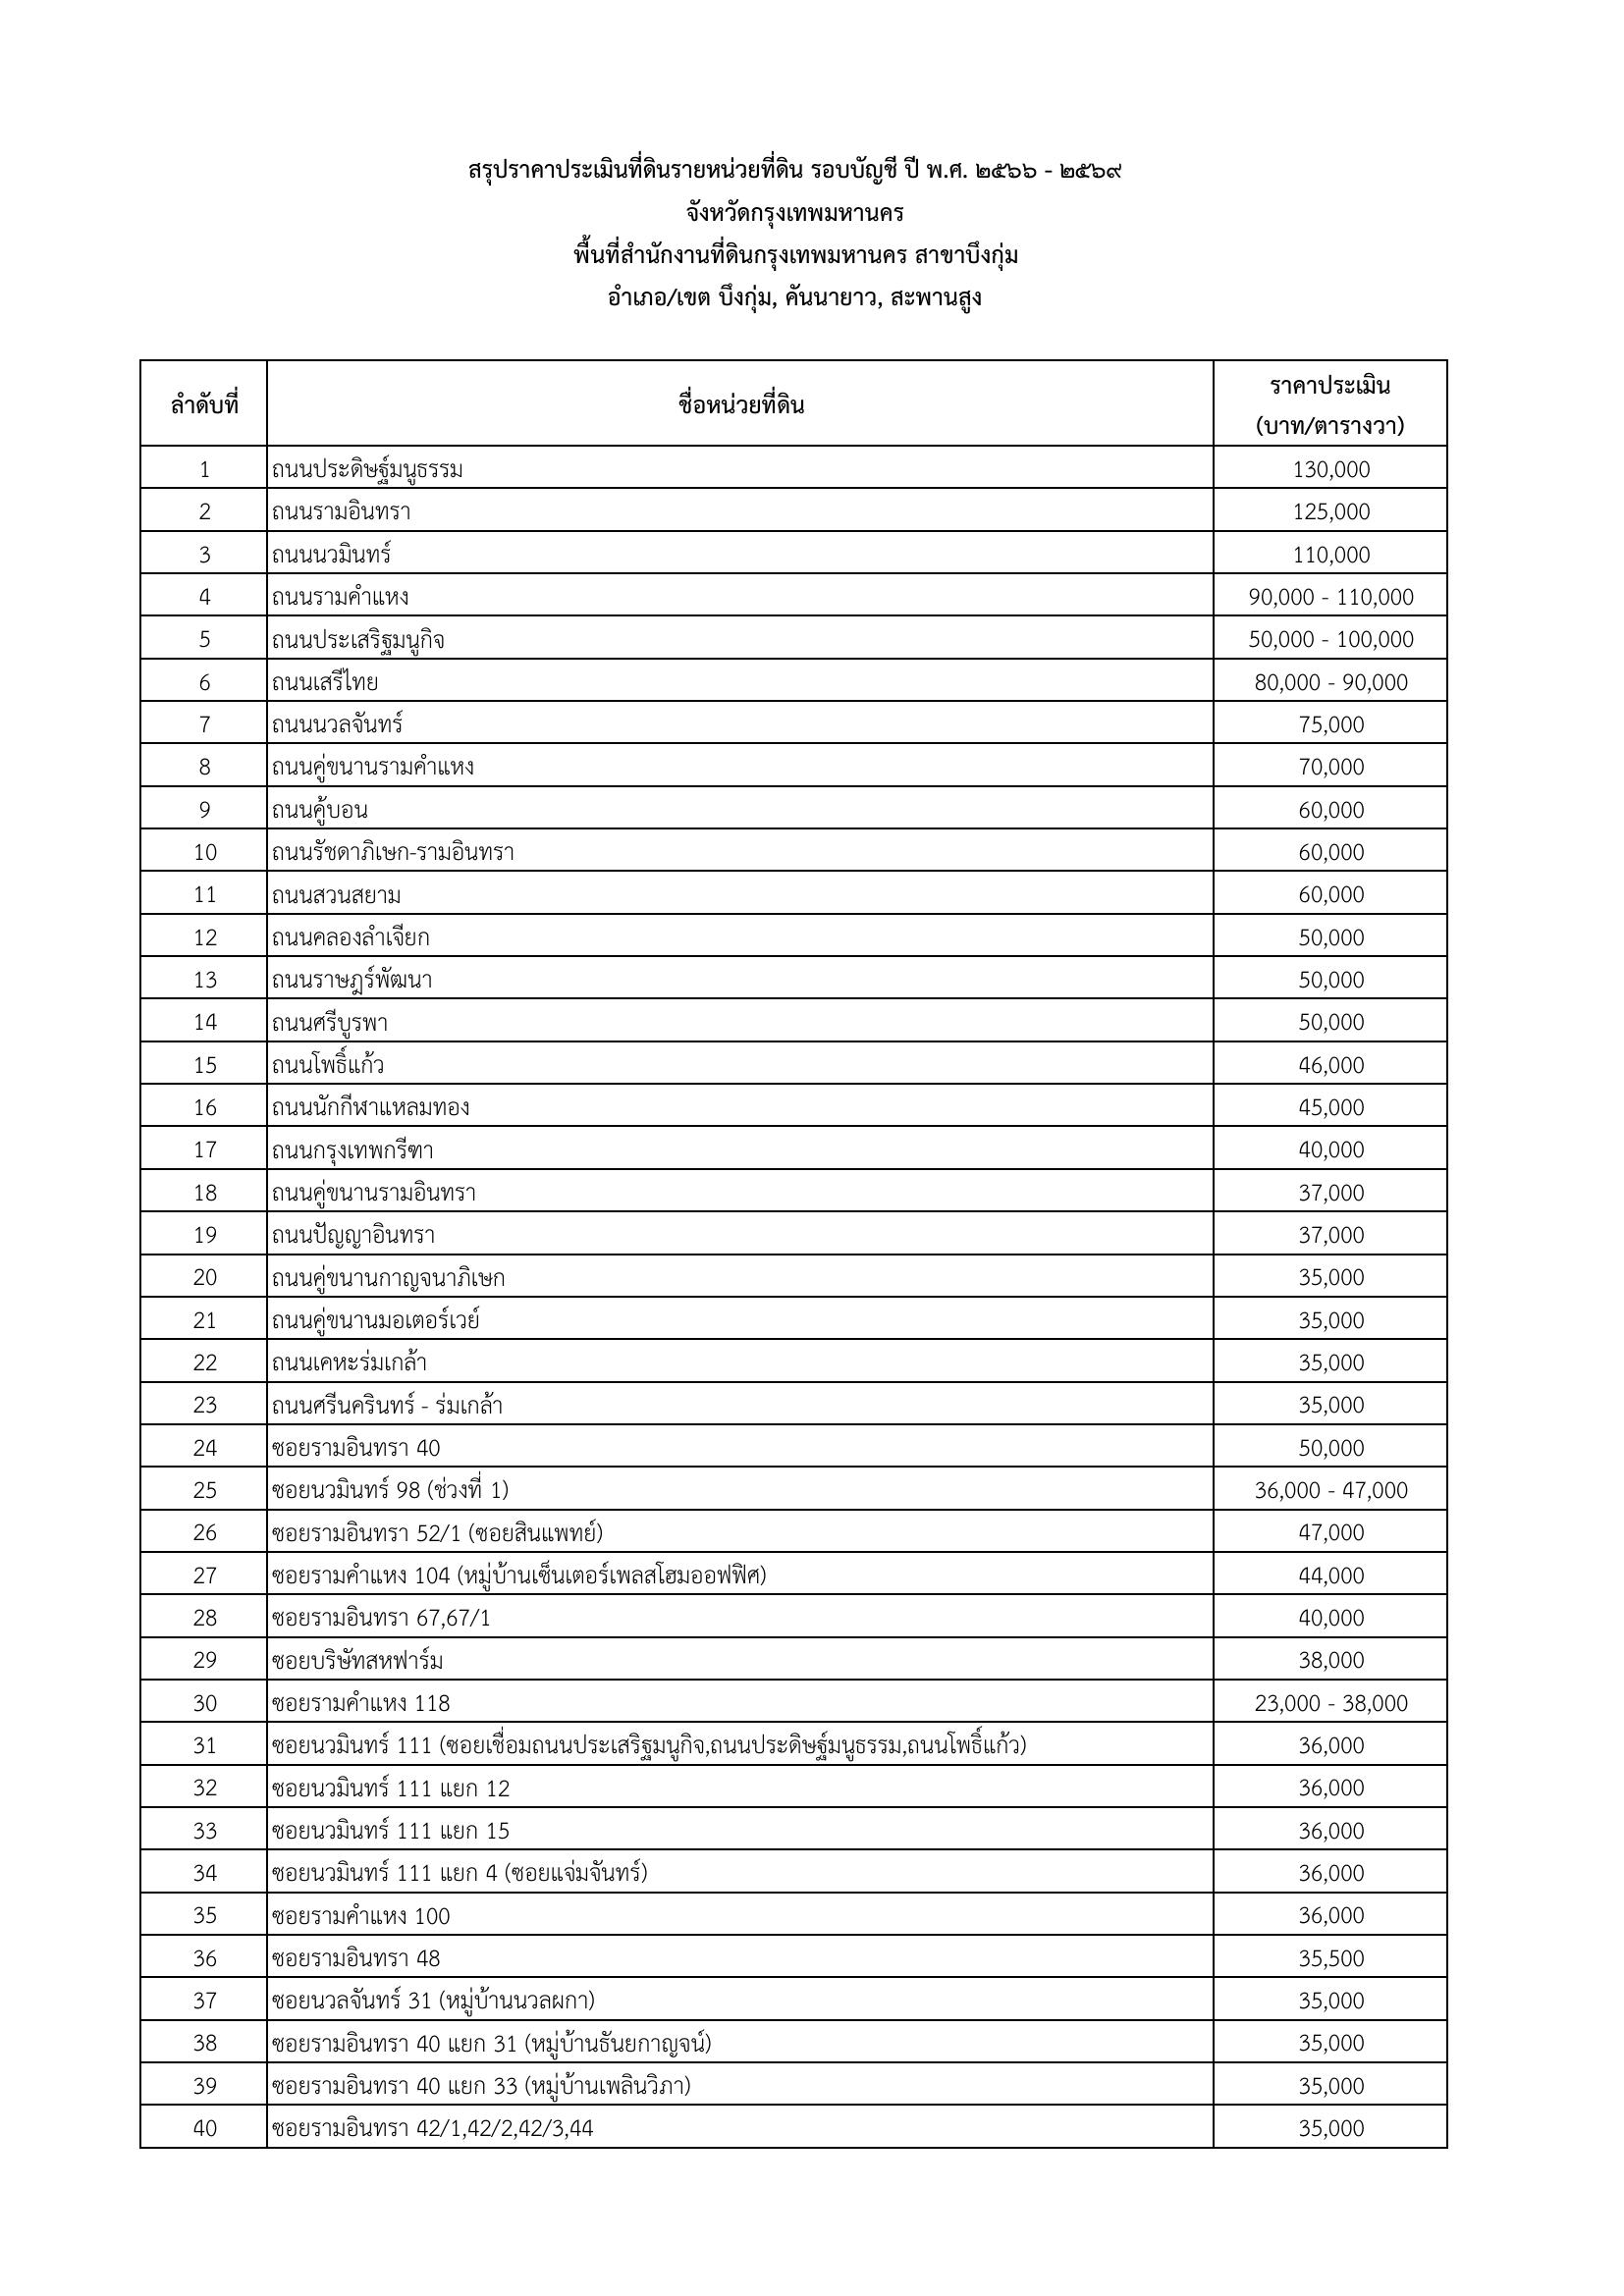 สรุปราคาประเมินที่ดินรายหน่วยที่ดิน รอบบัญชี ปี พ.ศ. ๒๕๖๖ - ๒๕๖๙
จังหวัดกรุงเทพมหานคร
พื้นที่สำนักงานที่ดินกรุงเทพมหานคร สาขาบึงกุ่ม
อำเภอ/เขต บึงกุ่ม, คันนายาว, สะพานสูง
ลำดับที่ ชื่อหน่วยที่ดิน ราคาประเมิน
(บาท/ตารางวา)
1 ถนนประดิษฐ์มนูธรรม 130,000
2 ถนนรามอินทรา 125,000
3 ถนนนวมินทร์ 110,000
4 ถนนรามคำแหง 90,000 - 110,000
5 ถนนประเสริฐมนูกิจ 50,000 - 100,000
6 ถนนเสรีไทย 80,000 - 90,000
7 ถนนนวลจันทร์ 75,000
8 ถนนคู่ขนานรามคำแหง 70,000
9 ถนนคู้บอน 60,000
10 ถนนรัชดาภิเษก-รามอินทรา 60,000
11 ถนนสวนสยาม 60,000
12 ถนนคลองลำเจียก 50,000
13 ถนนราษฎร์พัฒนา 50,000
14 ถนนศรีบูรพา 50,000
15 ถนนโพธิ์แก้ว 46,000
16 ถนนนักกีฬาแหลมทอง 45,000
17 ถนนกรุงเทพกรีฑา 40,000
18 ถนนคู่ขนานรามอินทรา 37,000
19 ถนนปัญญาอินทรา 37,000
20 ถนนคู่ขนานกาญจนาภิเษก 35,000
21 ถนนคู่ขนานมอเตอร์เวย์ 35,000
22 ถนนเคหะร่มเกล้า 35,000
23 ถนนศรีนครินทร์ - ร่มเกล้า 35,000
24 ซอยรามอินทรา 40 50,000
25 ซอยนวมินทร์ 98 (ช่วงที่ 1) 36,000 - 47,000
26 ซอยรามอินทรา 52/1 (ซอยสินแพทย์) 47,000
27 ซอยรามคำแหง 104 (หมู่บ้านเซ็นเตอร์เพลสโฮมออฟฟิศ) 44,000
28 ซอยรามอินทรา 67,67/1 40,000
29 ซอยบริษัทสหฟาร์ม 38,000
30 ซอยรามคำแหง 118 23,000 - 38,000
31 ซอยนวมินทร์ 111 (ซอยเชื่อมถนนประเสริฐมนูกิจ,ถนนประดิษฐ์มนูธรรม,ถนนโพธิ์แก้ว) 36,000
32 ซอยนวมินทร์ 111 แยก 12 36,000
33 ซอยนวมินทร์ 111 แยก 15 36,000
34 ซอยนวมินทร์ 111 แยก 4 (ซอยแจ่มจันทร์) 36,000
35 ซอยรามคำแหง 100 36,000
36 ซอยรามอินทรา 48 35,500
37 ซอยนวลจันทร์ 31 (หมู่บ้านนวลผกา) 35,000
38 ซอยรามอินทรา 40 แยก 31 (หมู่บ้านธันยกาญจน์) 35,000
39 ซอยรามอินทรา 40 แยก 33 (หมู่บ้านเพลินวิภา) 35,000
40 ซอยรามอินทรา 42/1,42/2,42/3,44 35,000